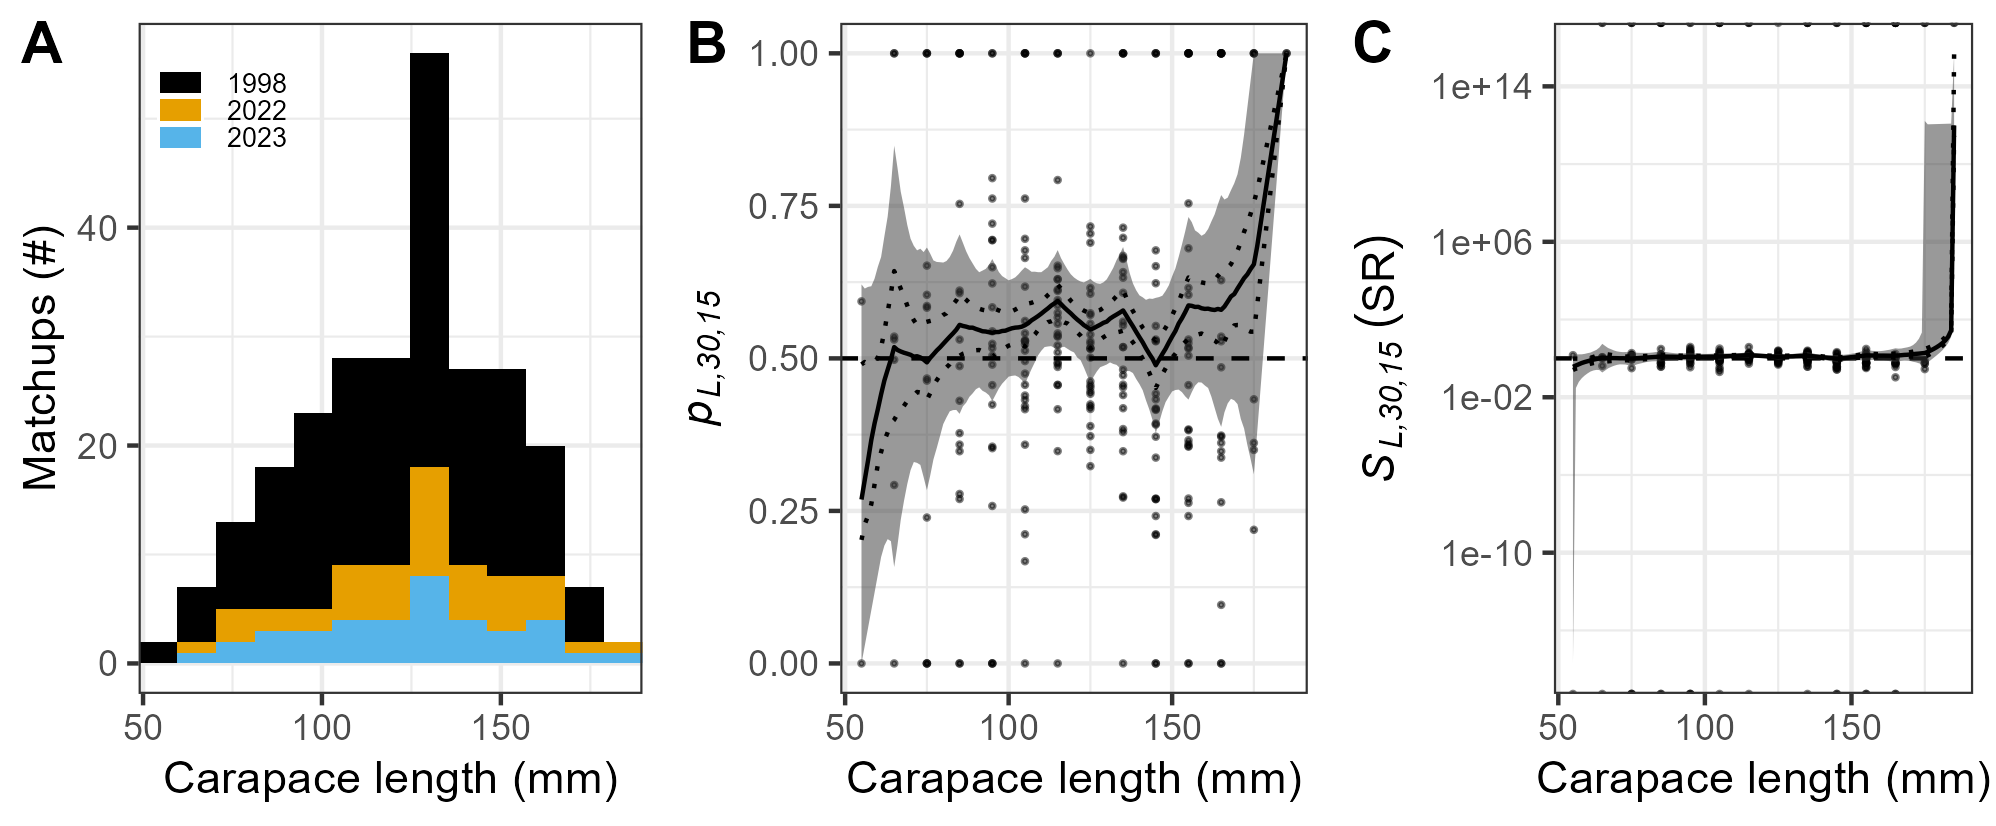 A
1998
2022
2023
Matchups (#)
40
20
0
50
100
150
Carapace length (mm)
B
1.00
0.75
0.50
0.25
0.00
p L,30,15
50
100
150
Carapace length (mm)
C
1e+14
1e+06
1e-02
1e-10
S L,30,15 (SR)
50
100
150
Carapace length (mm)